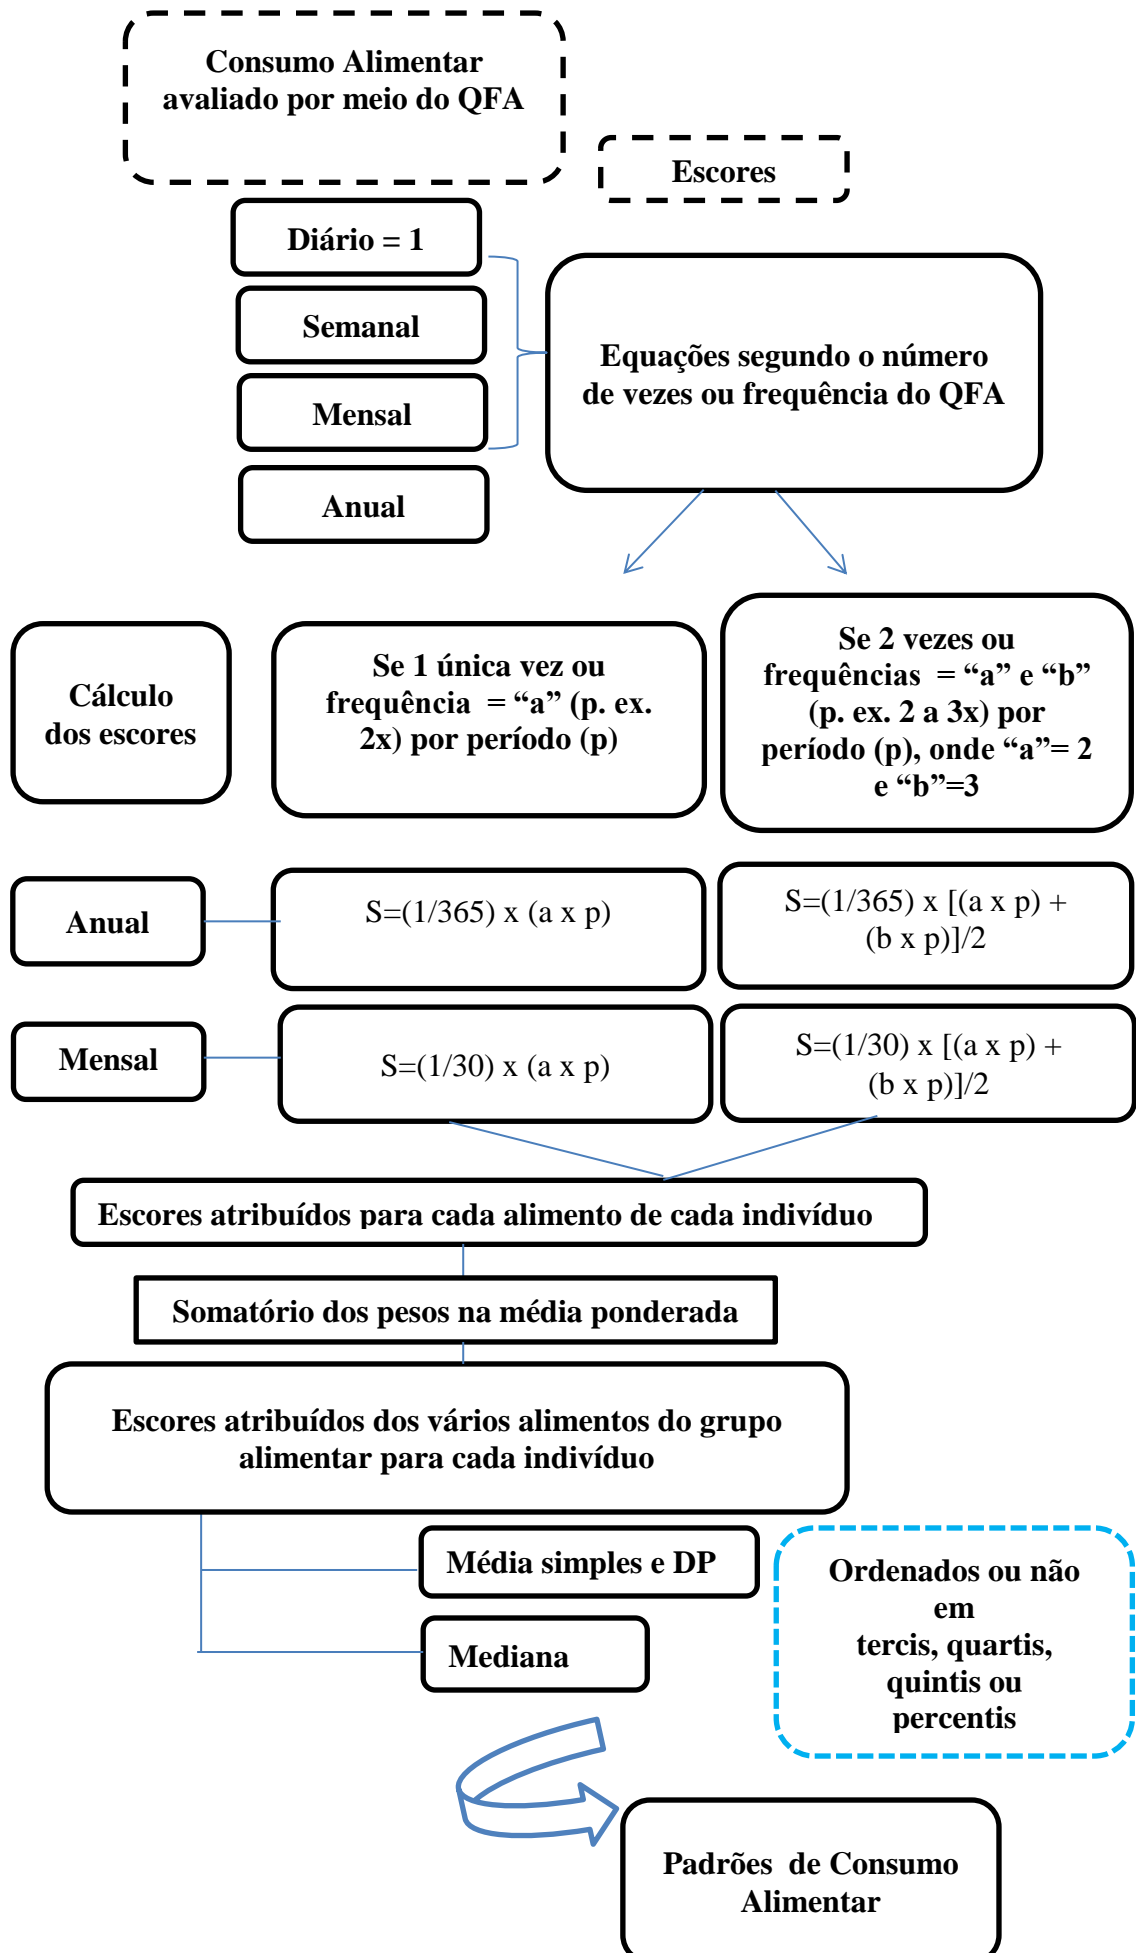 Consumo Alimentar
avaliado por meio do QFA
Escores
Diário = 1
Semanal
Mensal
Anual
Equações segundo o número
de vezes ou frequência do QFA
Cálculo
dos escores
Se 1 única vez ou
frequência = “a” (p. ex.
2x) por período (p)
Se 2 vezes ou
frequências = “a” e “b”
(p. ex. 2 a 3x) por
período (p), onde “a”= 2
e “b”=3
Anual
S=(1/365) x (a x p)
S=(1/365) x [(a x p) +
(b x p)]/2
Mensal
S=(1/30) x (a x p)
S=(1/30) x [(a x p) +
(b x p)]/2
Escores atribuídos para cada alimento de cada indivíduo
Somatório dos pesos na média ponderada
Escores atribuídos dos vários alimentos do grupo
alimentar para cada indivíduo
Média simples e DP
Mediana
Ordenados ou não
em
tercis, quartis,
quintis ou
percentis
Padrões de Consumo
Alimentar